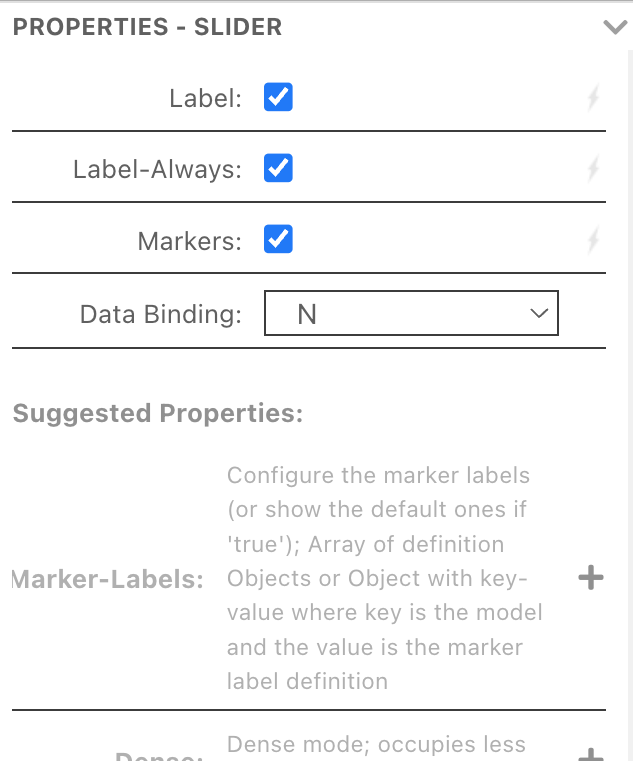 PROPERTIES - SLIDER
Label:
Label-Always:
Markers:
Data Binding: N
Suggested Properties:
Marker-Labels:
Configure the marker labels
(or show the default ones if
'true'); Array of definition
Objects or Object with key-
value where key is the model
and the value is the marker
label definition
Dense:
Dense mode; occupies less